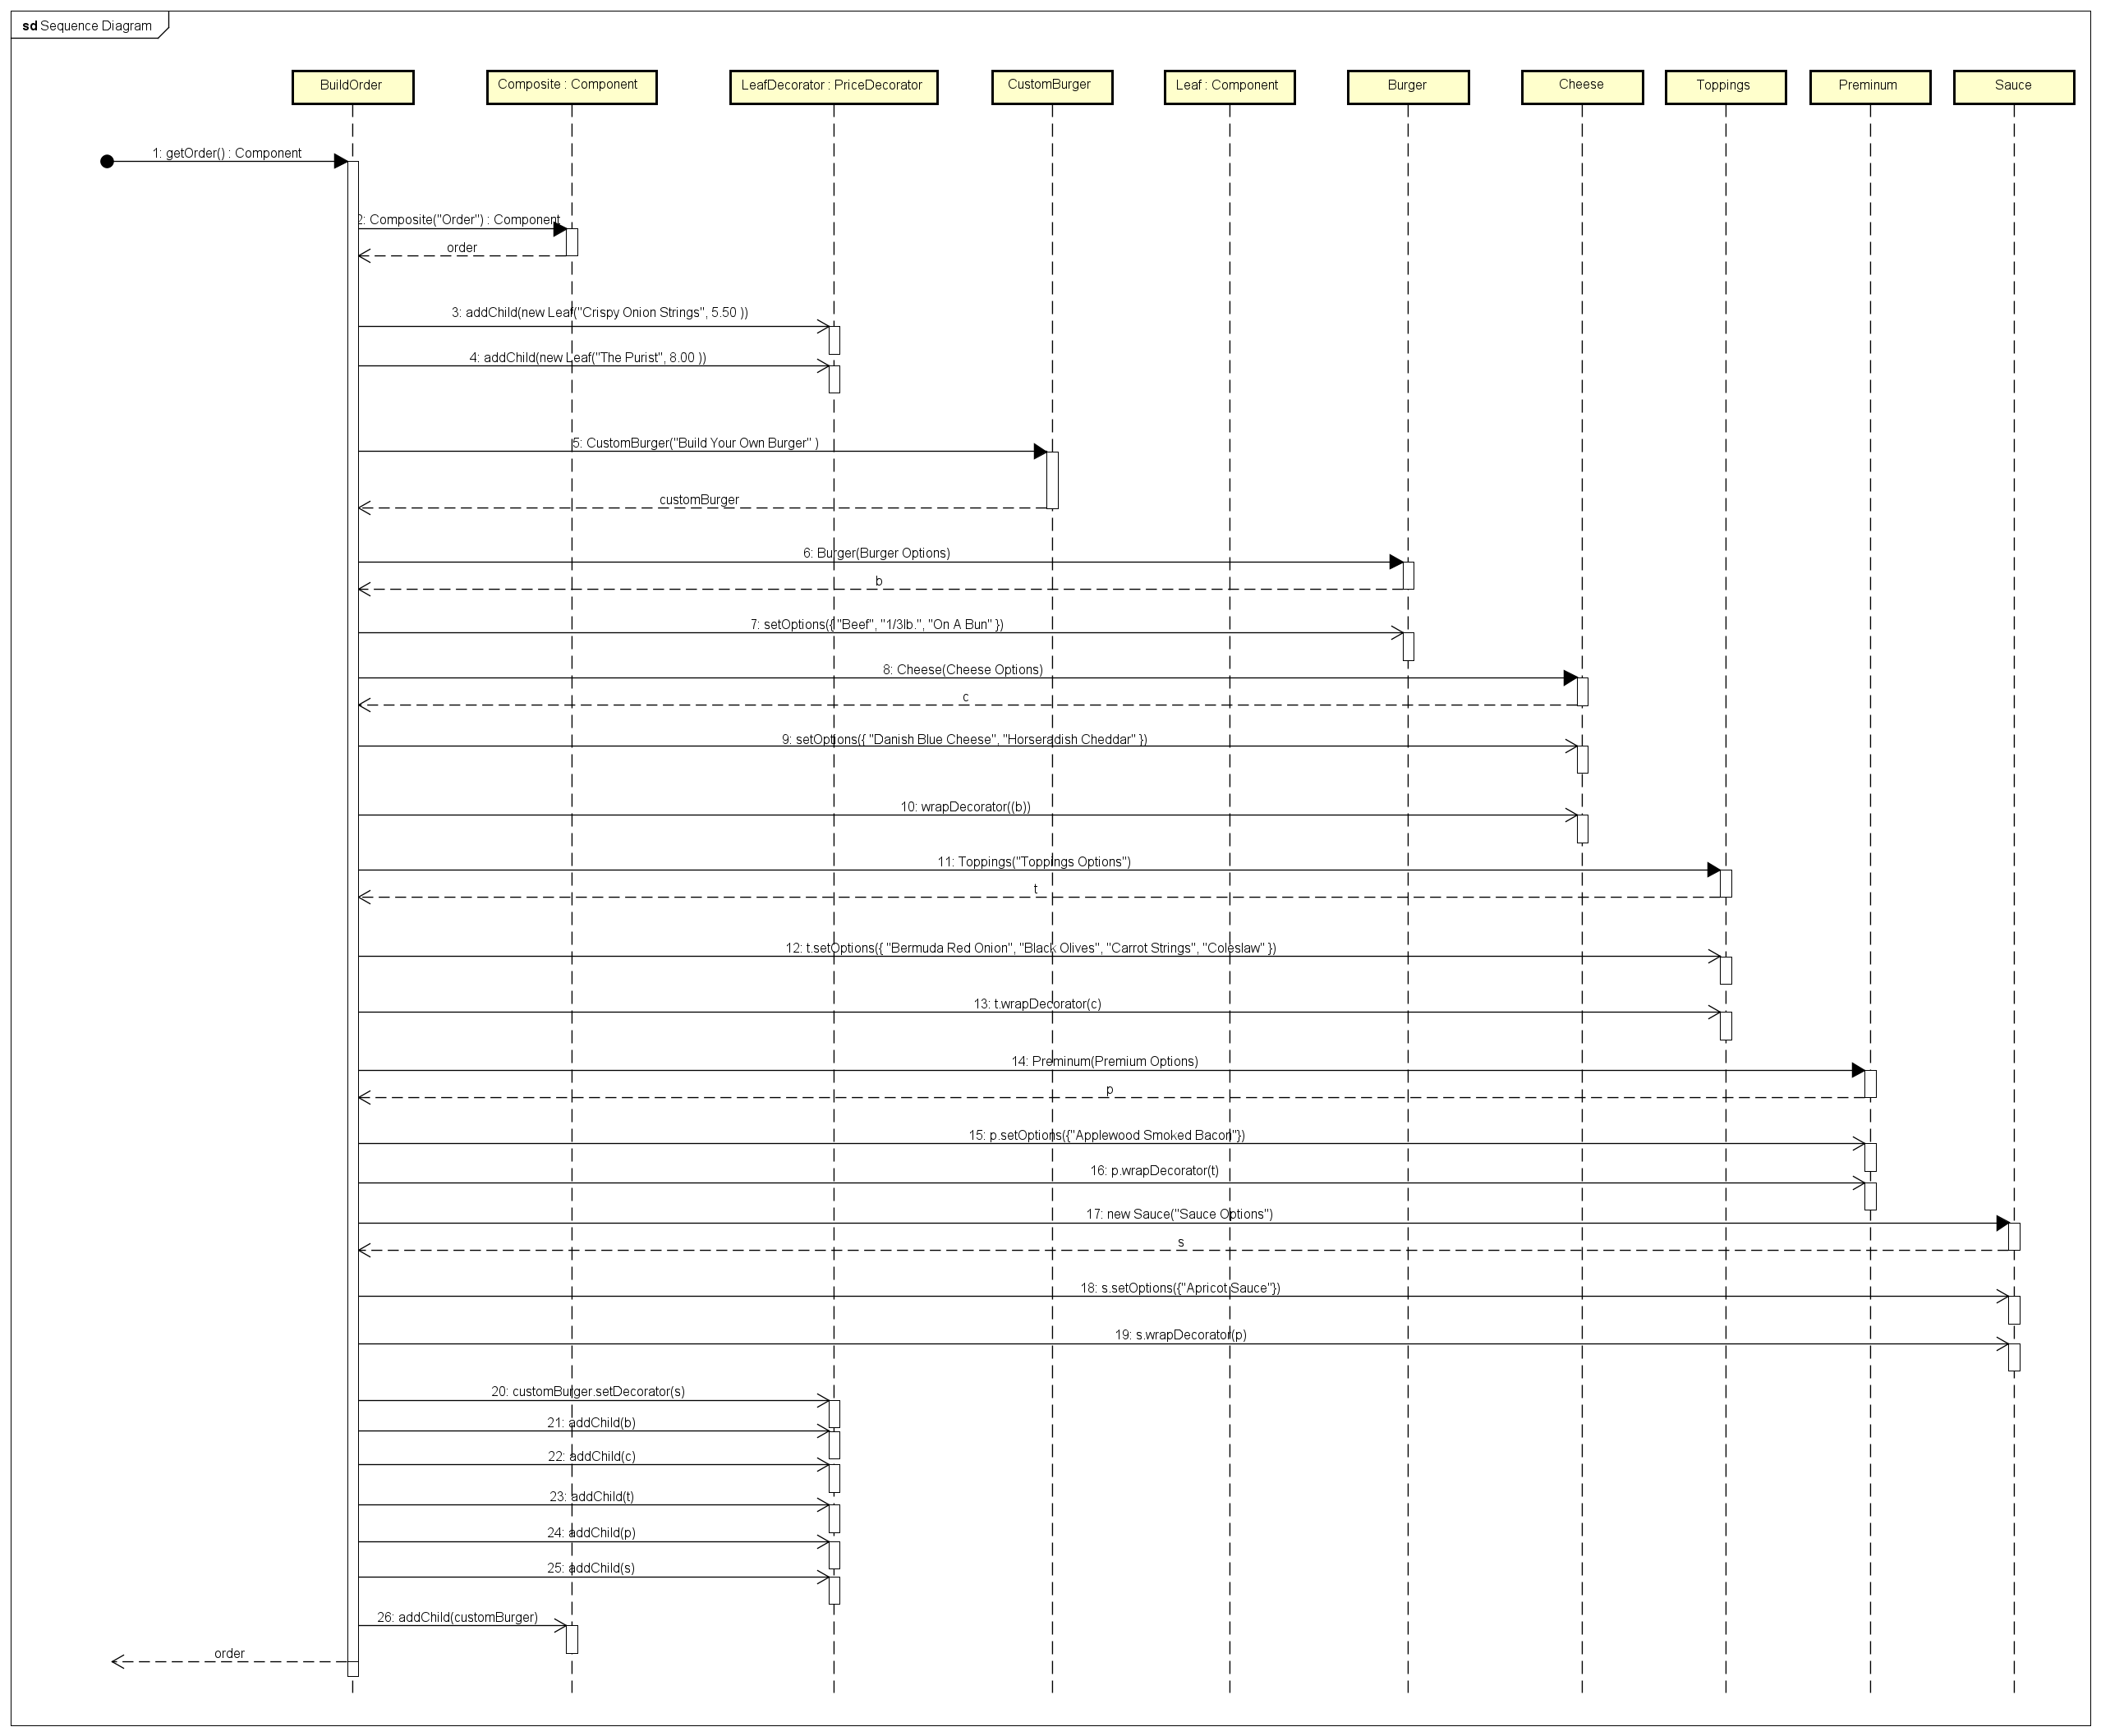 sd Sequence Diagram
BuildOrder
Composite : Component
LeafDecorator : PriceDecorator
CustomBurger
Leaf : Component
Burger
Cheese
Toppings
Preminum
Sauce
1: getOrder() : Component
2: Composite("Order") : Component
order
3: addChild(new Leaf("Crispy Onion Strings", 5.50 ))
4: addChild(new Leaf("The Purist", 8.00 ))
5: CustomBurger("Build Your Own Burger" )
customBurger
6: Burger(Burger Options)
b
7: setOptions({ "Beef", "1/3lb.", "On A Bun" })
8: Cheese(Cheese Options)
c
9: setOptions({ "Danish Blue Cheese", "Horseradish Cheddar" })
10: wrapDecorator((b))
11: Toppings("Toppings Options")
t
12: t.setOptions({ "Bermuda Red Onion", "Black Olives", "Carrot Strings", "Coleslaw" })
13: t.wrapDecorator(c)
14: Preminum(Premium Options)
p
15: p.setOptions({"Applewood Smoked Bacon"})
16: p.wrapDecorator(t)
17: new Sauce("Sauce Options")
s
18: s.setOptions({"Apricot Sauce"})
19: s.wrapDecorator(p)
20: customBurger.setDecorator(s)
21: addChild(b)
22: addChild(c)
23: addChild(t)
24: addChild(p)
25: addChild(s)
26: addChild(customBurger)
order